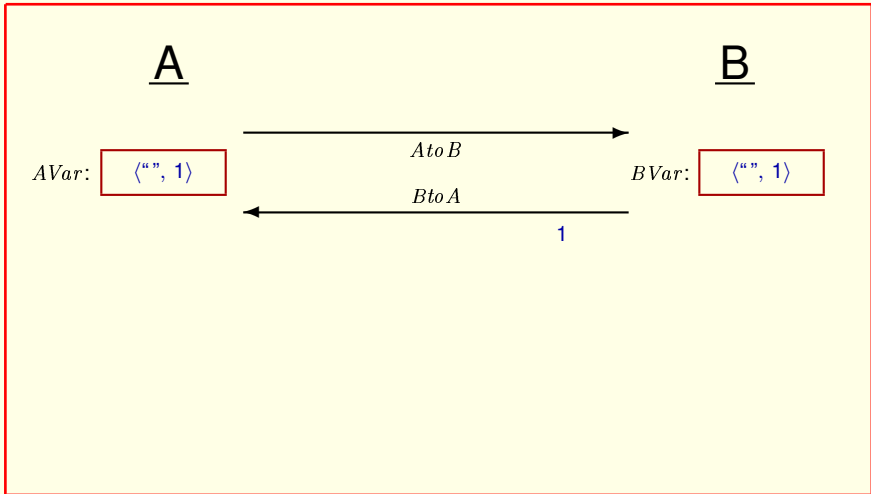 A B
AtoB
AVar: ⟨“ ”, 1⟩ BVar: ⟨“ ”, 1⟩
BtoA
1